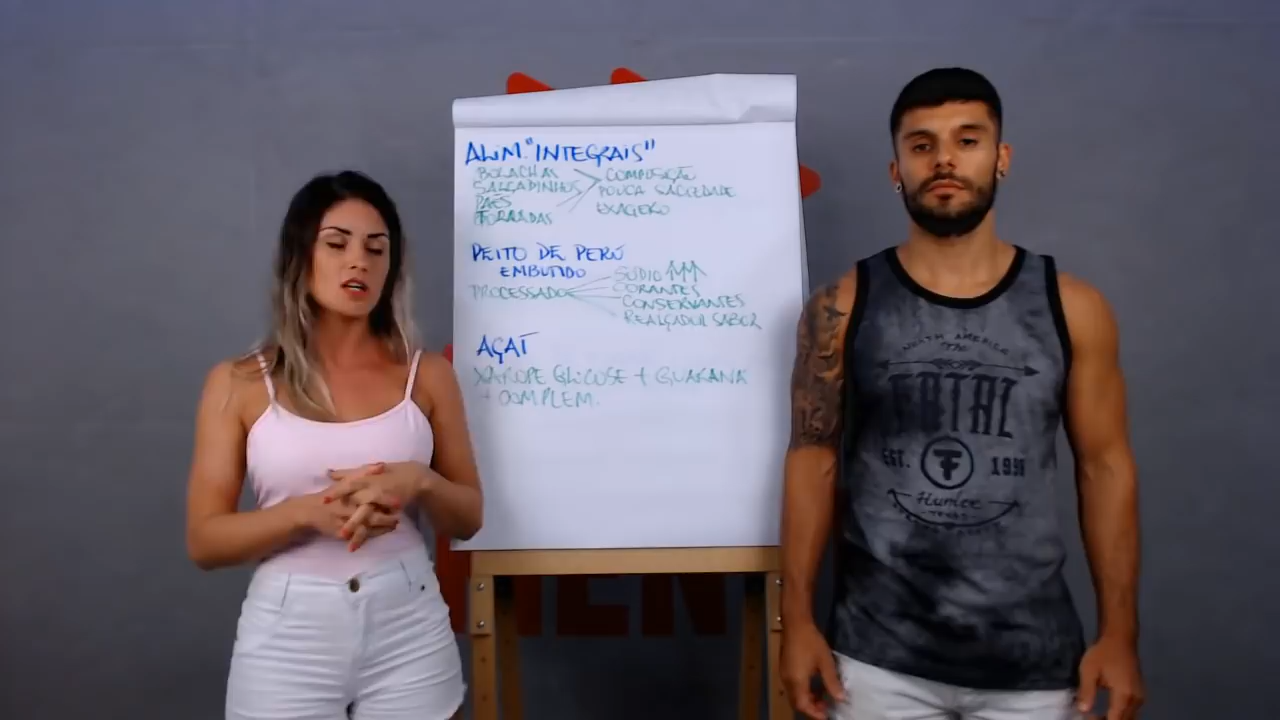 ALIM. "INTEGRAIS"
BOLACHAS
SALGADINHOS
PÃES
TORRADAS
COMPOSIÇÃO
POUCA SACIEDADE
EXAGERO
PEITO DE PERU
EMBUTIDO
PROCESSADO
SÓDIO ↑↑↑
CORANTES
CONSERVANTES
REALÇADOR SABOR
AÇAÍ
XAROPE GLICOSE + GUARANÁ
+ COMPLEM.
NORTH AMERICA
FATAL
EST. 1996